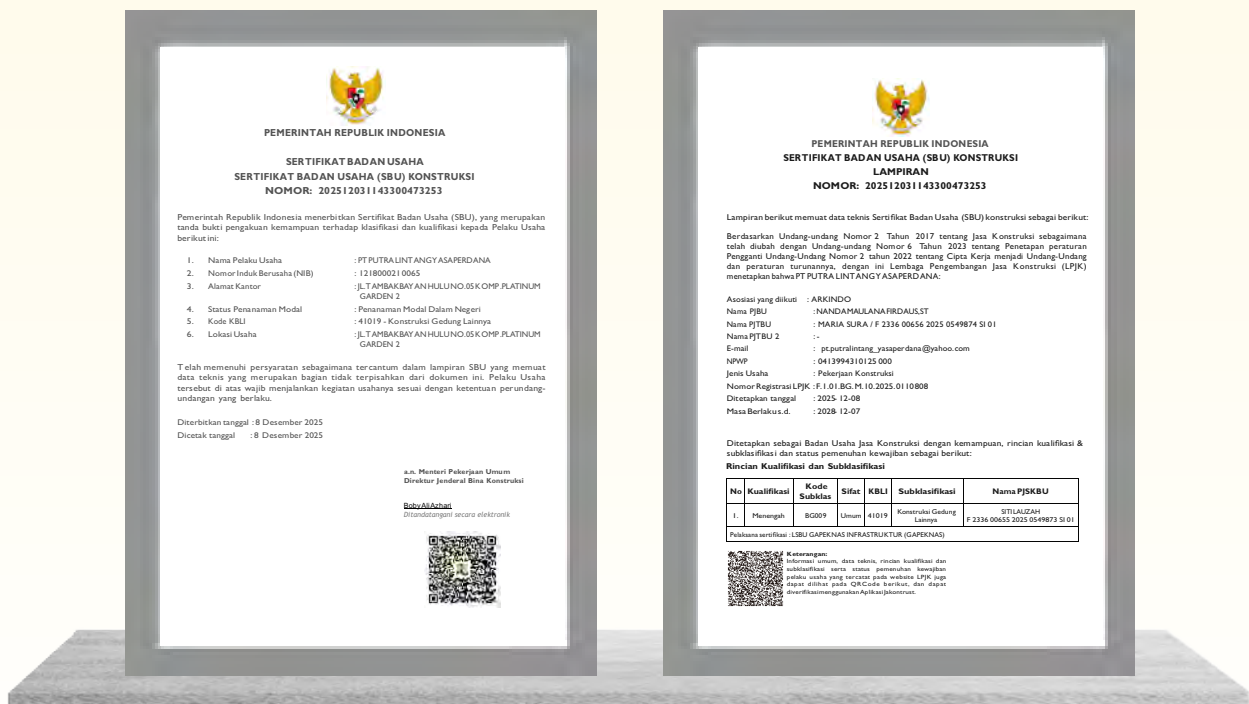 PEMERINTAH REPUBLIK INDONESIA
SERTIFIKAT BADAN USAHA
SERTIFIKAT BADAN USAHA (SBU) KONSTRUKSI
NOMOR: 202512031143300473253
Pemerintah Republik Indonesia menerbitkan Sertifikat Badan Usaha (SBU), yang merupakan
tanda bukti pengakuan kemampuan terhadap klasifikasi dan kualifikasi kepada Pelaku Usaha
berikut ini:
1. Nama Pelaku Usaha : PT PUTRA LINTANG YASAPERDANA
2. Nomor Induk Berusaha (NIB) : 1218000210065
3. Alamat Kantor : JL.TAMBAKBAYAN HULU NO.05 KOMP.PLATINUM
GARDEN 2
4. Status Penanaman Modal : Penanaman Modal Dalam Negeri
5. Kode KBLI : 41019 - Konstruksi Gedung Lainnya
6. Lokasi Usaha : JL.TAMBAKBAYAN HULU NO.05 KOMP.PLATINUM
GARDEN 2
Telah memenuhi persyaratan sebagaimana tercantum dalam lampiran SBU yang memuat
data teknis yang merupakan bagian tidak terpisahkan dari dokumen ini. Pelaku Usaha
tersebut di atas wajib menjalankan kegiatan usahanya sesuai dengan ketentuan perundang-
undangan yang berlaku.
Diterbitkan tanggal : 8 Desember 2025
Dicetak tanggal : 8 Desember 2025
a.n. Menteri Pekerjaan Umum
Direktur Jenderal Bina Konstruksi
Boby Ali Azhari
Ditandatangani secara elektronik
PEMERINTAH REPUBLIK INDONESIA
SERTIFIKAT BADAN USAHA (SBU) KONSTRUKSI
LAMPIRAN
NOMOR: 202512031143300473253
Lampiran berikut memuat data teknis Sertifikat Badan Usaha (SBU) konstruksi sebagai berikut:
Berdasarkan Undang-undang Nomor 2 Tahun 2017 tentang Jasa Konstruksi sebagaimana
telah diubah dengan Undang-undang Nomor 6 Tahun 2023 tentang Penetapan peraturan
Pengganti Undang-Undang Nomor 2 tahun 2022 tentang Cipta Kerja menjadi Undang-Undang
dan peraturan turunannya, dengan ini Lembaga Pengembangan Jasa Konstruksi (LPJK)
menetapkan bahwa PT PUTRA LINTANG YASAPERDANA:
Asosiasi yang diikuti : ARKINDO
Nama PJBU : NANDA MAULANA FIRDAUS,ST
Nama PJTBU : MARIA SURA / F 2336 00656 2025 0549874 SI 01
Nama PJTBU 2 : -
E-mail : pt.putralintang_yasaperdana@yahoo.com
NPWP : 0413994310125 000
Jenis Usaha : Pekerjaan Konstruksi
Nomor Registrasi LPJK : F.1.01.BG.M.10.2025.0110808
Ditetapkan tanggal : 2025-12-08
Masa Berlaku s.d. : 2028-12-07
Ditetapkan sebagai Badan Usaha Jasa Konstruksi dengan kemampuan, rincian kualifikasi &
subklasifikasi dan status pemenuhan kewajiban sebagai berikut:
Rincian Kualifikasi dan Subklasifikasi
No Kualifikasi Kode Subklas Sifat KBLI Subklasifikasi Nama PJSKBU
1. Menengah BG009 Umum 41019 Konstruksi Gedung Lainnya SITI LAUZAH F 2336 00655 2025 0549873 SI 01
Pelaksana sertifikasi : LSBU GAPEKNAS INFRASTRUKTUR (GAPEKNAS)
Keterangan:
Informasi umum, data teknis, rincian kualifikasi dan
subklasifikasi serta status pemenuhan kewajiban
pelaku usaha yang tercatat pada website LPJK juga
dapat dilihat pada QRCode berikut, dan dapat
diverifikasi menggunakan Aplikasi Jakontrust.